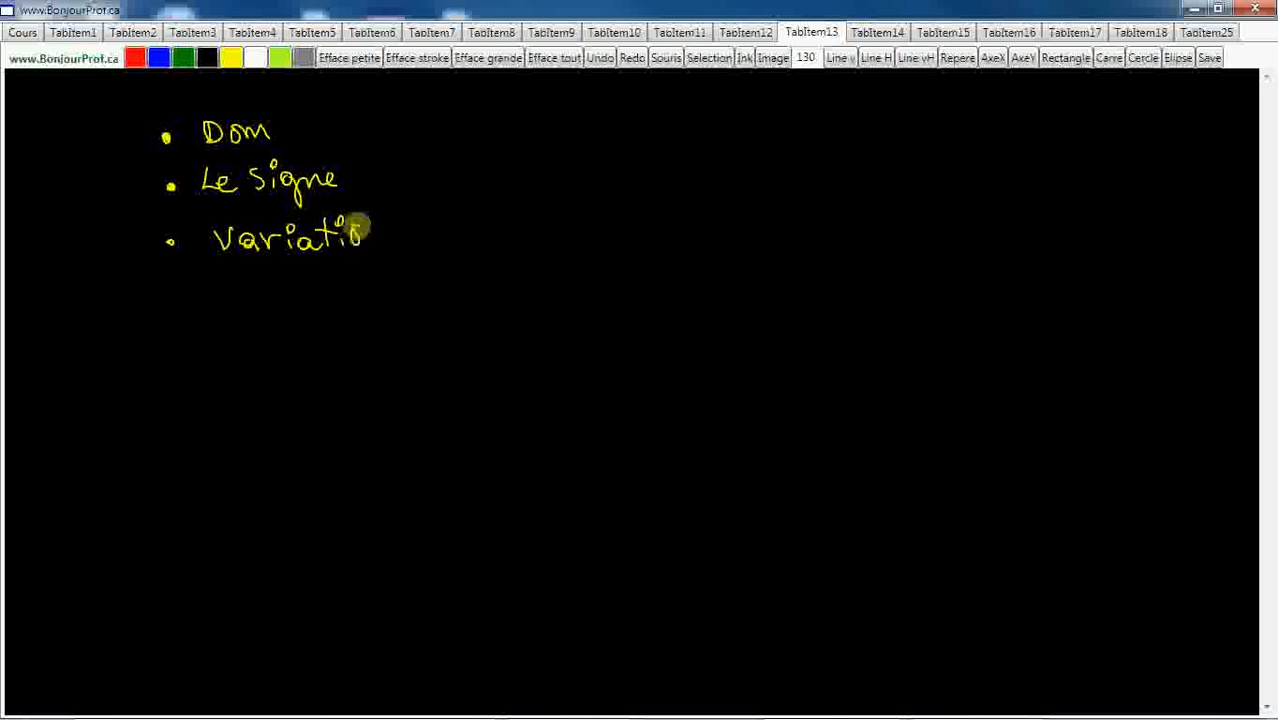 www.BonjourProf.ca
Cours TabItem1 TabItem2 TabItem3 TabItem4 TabItem5 TabItem6 TabItem7 TabItem8 TabItem9 TabItem10 TabItem11 TabItem12 TabItem13 TabItem14 TabItem15 TabItem16 TabItem17 TabItem18 TabItem25
www.BonjourProf.ca Efface petite Efface stroke Efface grande Efface tout Undo Redo Souris Selection Ink Image 130 Line v Line H Line vH Repere AxeX AxeY Rectangle Carre Cercle Elipse Save
• Dom
• Le signe
• Variatio